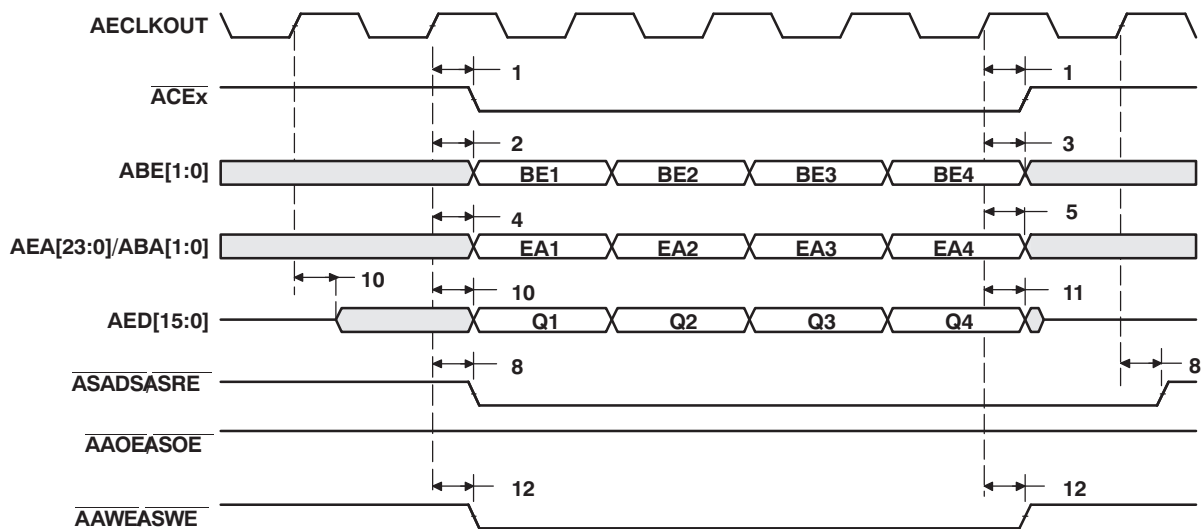 AECLKOUT
1 1
ACEx
2 3
ABE[1:0] BE1 BE2 BE3 BE4
4 5
AEA[23:0]/ABA[1:0] EA1 EA2 EA3 EA4
10 10 11
AED[15:0] Q1 Q2 Q3 Q4
8 8
ASADS/ASRE
AAOE/ASOE
12 12
AAWE/ASWE